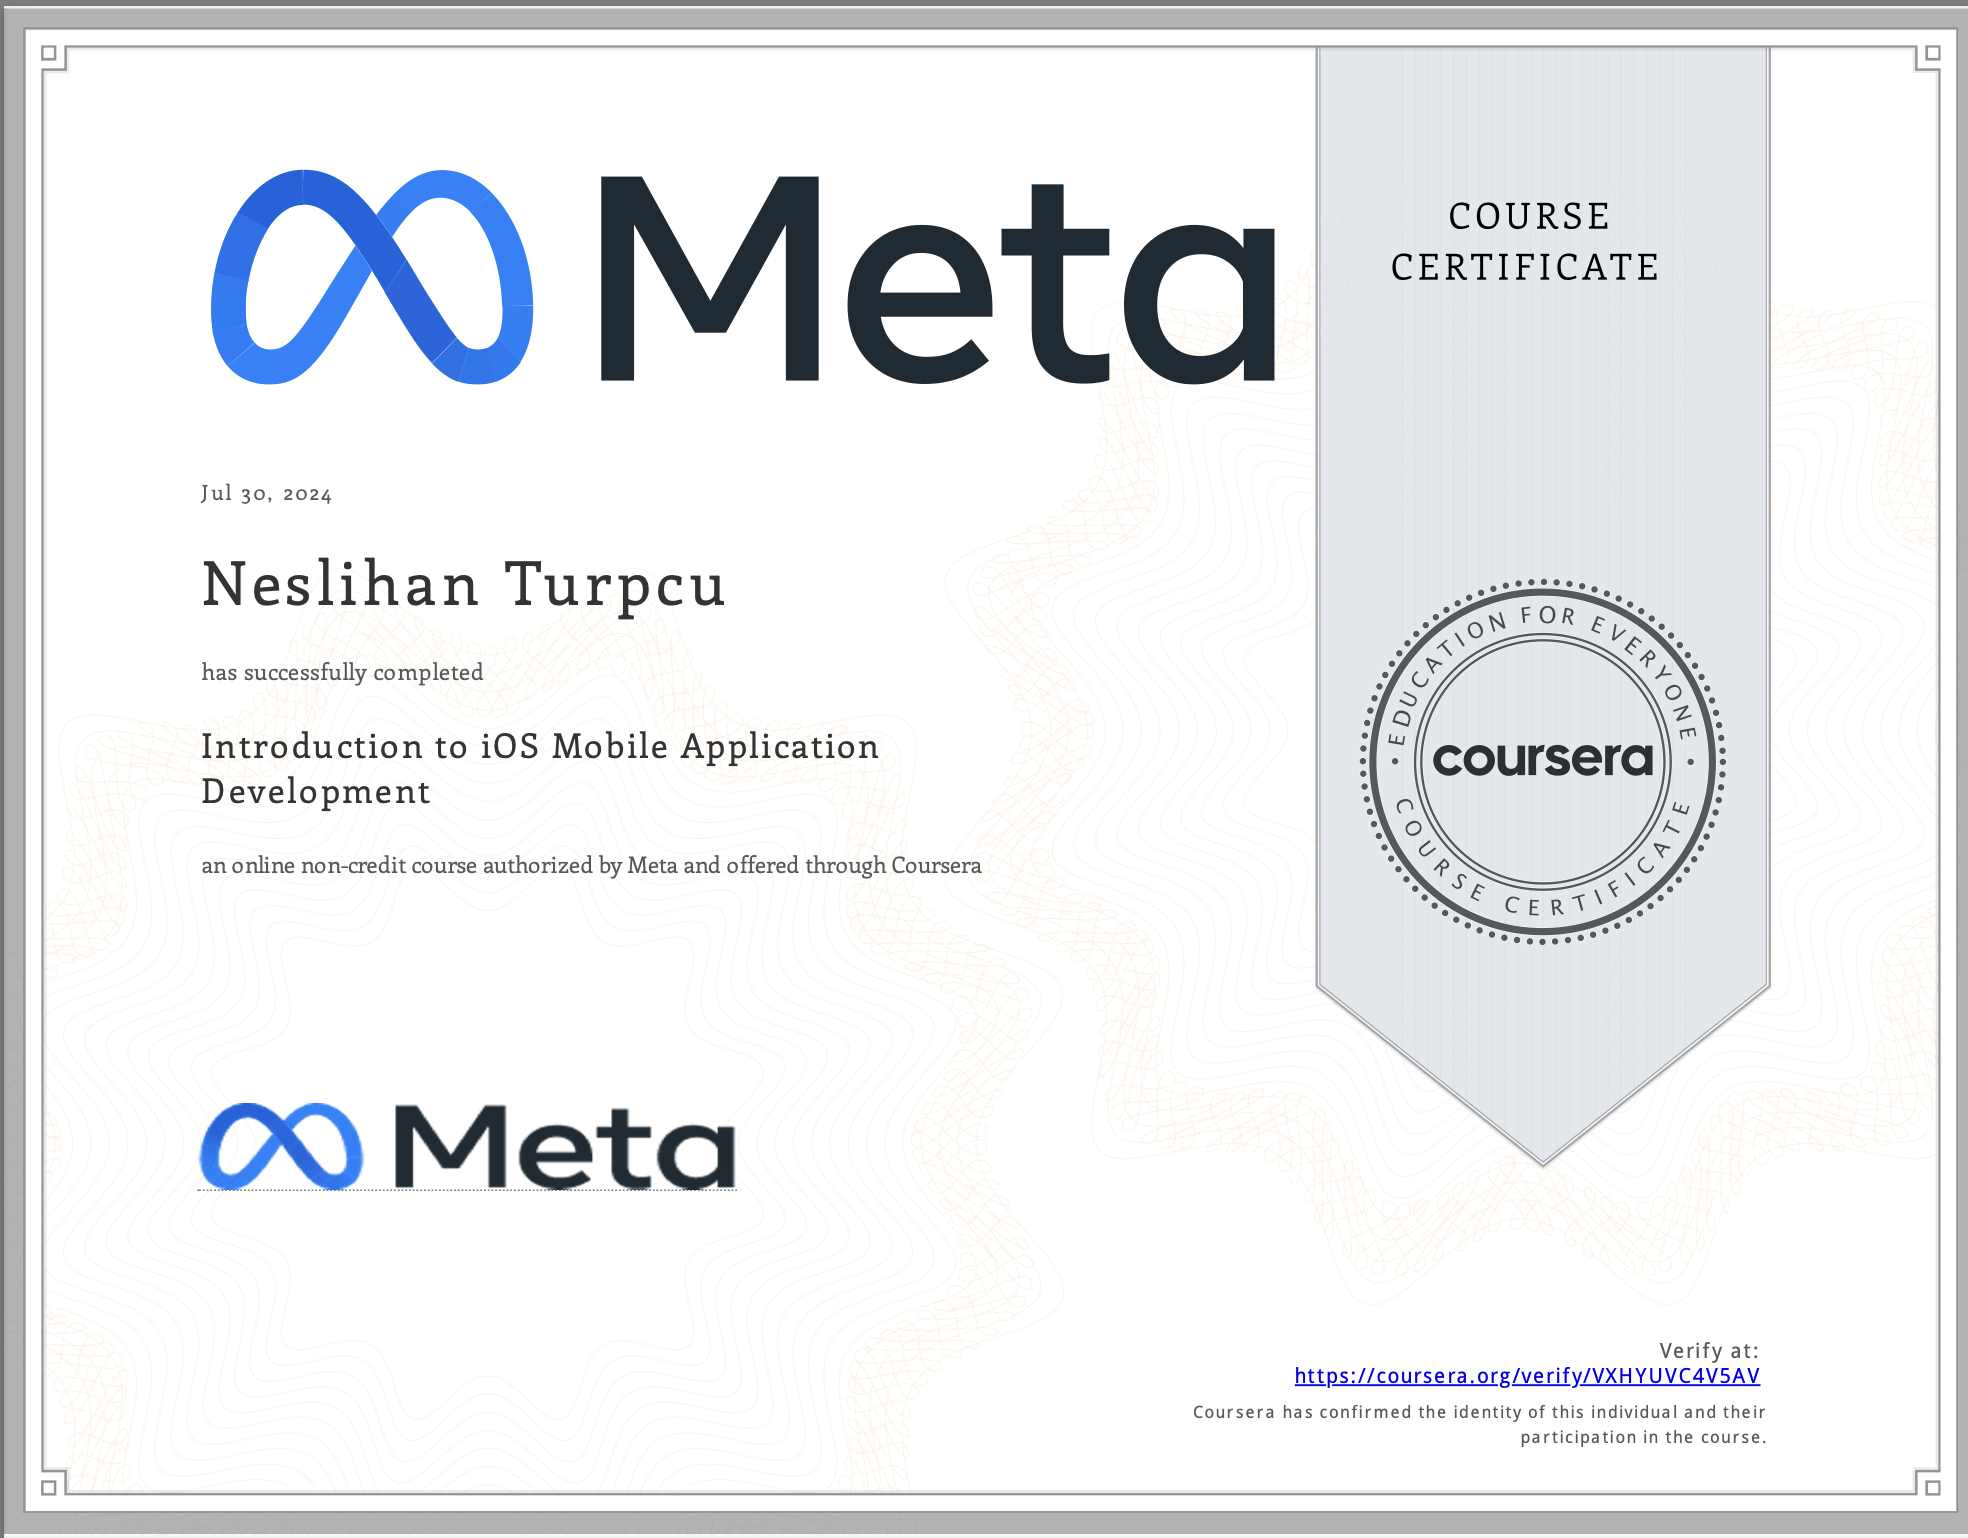 Meta
COURSE
CERTIFICATE
Jul 30, 2024
Neslihan Turpcu
has successfully completed
Introduction to iOS Mobile Application
Development
an online non-credit course authorized by Meta and offered through Coursera
EDUCATION FOR EVERYONE
coursera
COURSE CERTIFICATE
Meta
Verify at:
https://coursera.org/verify/VXHYUVC4V5AV
Coursera has confirmed the identity of this individual and their
participation in the course.